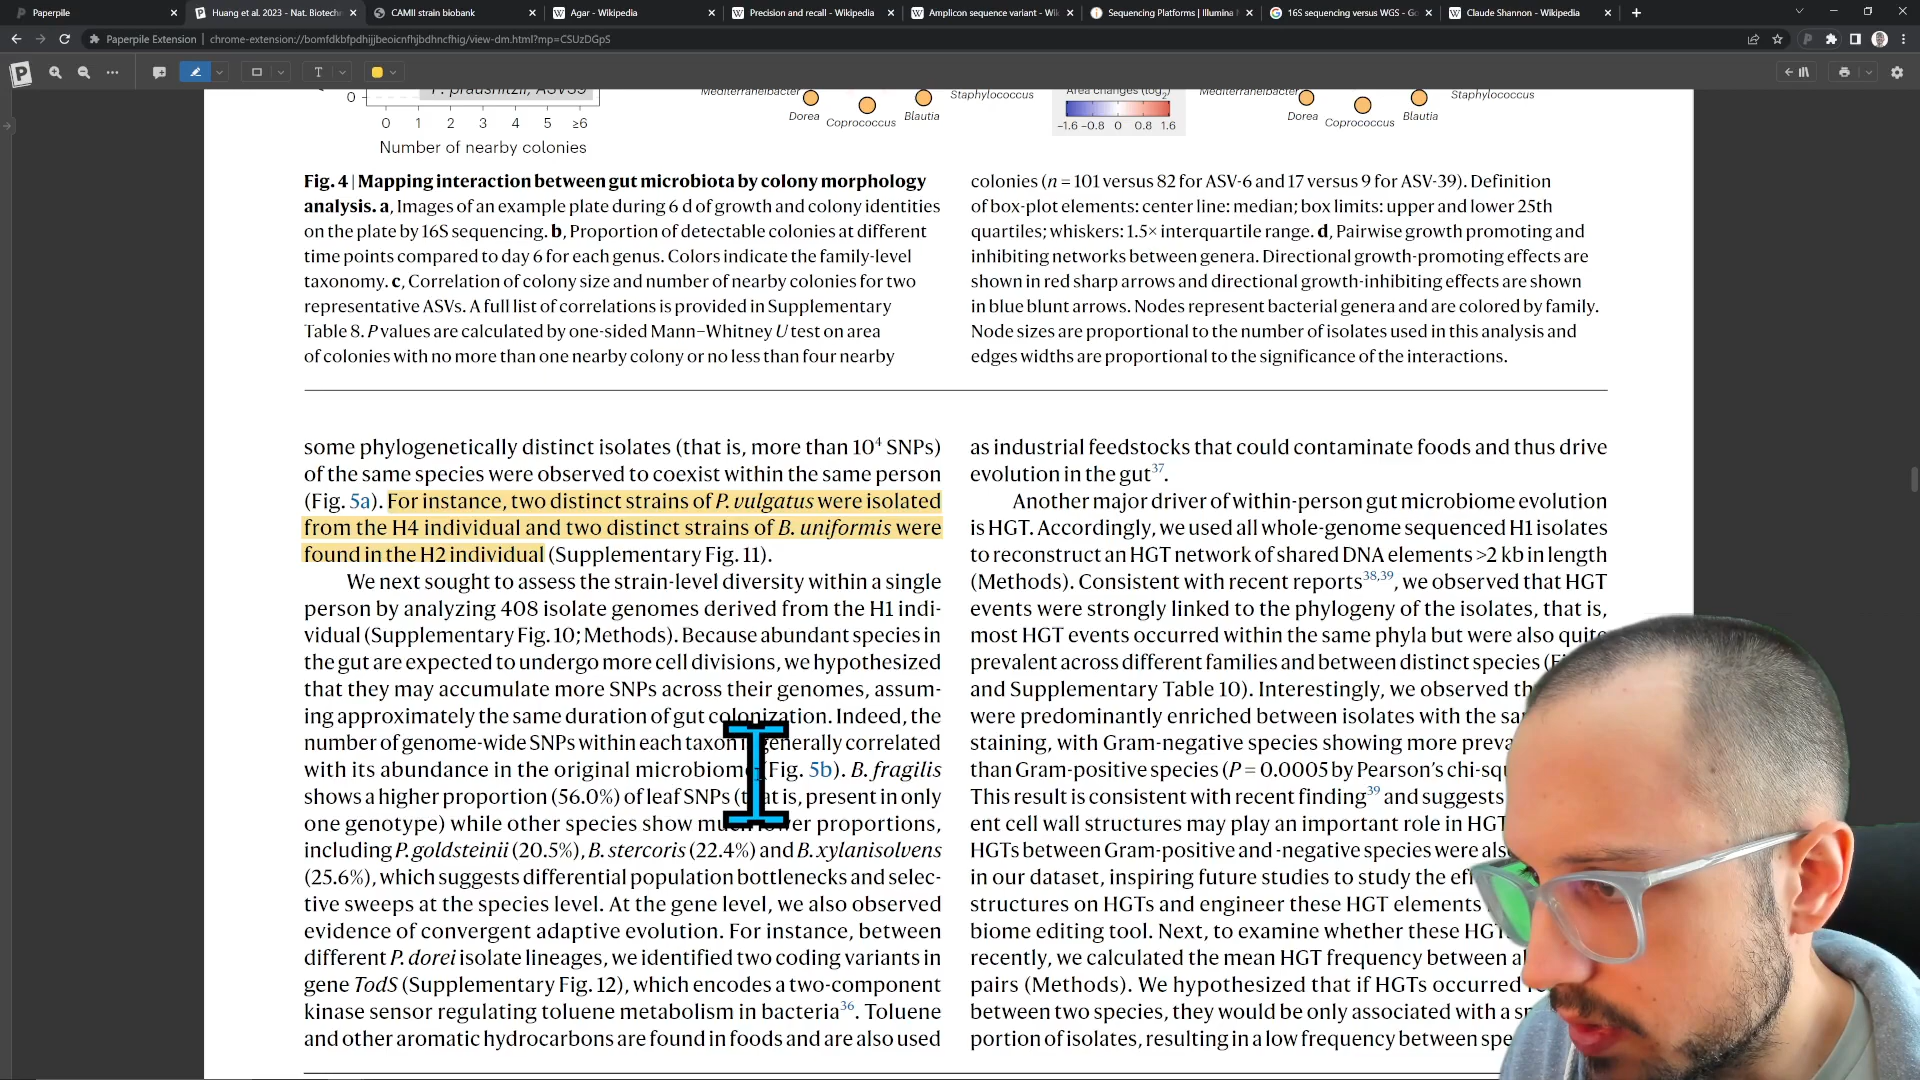 Paperpile
Huang et al. 2023 - Nat. Biotechn
CAMII strain biobank
Agar - Wikipedia
Precision and recall - Wikipedia
Amplicon sequence variant - Wik
Sequencing Platforms | Illumina
16S sequencing versus WGS - Go
Claude Shannon - Wikipedia
Paperpile Extension
chrome-extension://bomfdkbfpdhijjbeoicnfhjbdhncfhig/view-dm.html?mp=CSUzDGpS
0
F. prausnitzii, ASV39
0 1 2 3 4 5 ≥6
Number of nearby colonies
Mediterraneibacter
Dorea
Coprococcus
Blautia
Staphylococcus
Area changes (log2)
−1.6 −0.8 0 0.8 1.6
Mediterraneibacter
Dorea
Coprococcus
Blautia
Staphylococcus
Fig. 4 | Mapping interaction between gut microbiota by colony morphology
analysis. a, Images of an example plate during 6 d of growth and colony identities
on the plate by 16S sequencing. b, Proportion of detectable colonies at different
time points compared to day 6 for each genus. Colors indicate the family-level
taxonomy. c, Correlation of colony size and number of nearby colonies for two
representative ASVs. A full list of correlations is provided in Supplementary
Table 8. P values are calculated by one-sided Mann–Whitney U test on area
of colonies with no more than one nearby colony or no less than four nearby
colonies (n = 101 versus 82 for ASV-6 and 17 versus 9 for ASV-39). Definition
of box-plot elements: center line: median; box limits: upper and lower 25th
quartiles; whiskers: 1.5× interquartile range. d, Pairwise growth promoting and
inhibiting networks between genera. Directional growth-promoting effects are
shown in red sharp arrows and directional growth-inhibiting effects are shown
in blue blunt arrows. Nodes represent bacterial genera and are colored by family.
Node sizes are proportional to the number of isolates used in this analysis and
edges widths are proportional to the significance of the interactions.
some phylogenetically distinct isolates (that is, more than 10⁴ SNPs)
of the same species were observed to coexist within the same person
(Fig. 5a). For instance, two distinct strains of P. vulgatus were isolated
from the H4 individual and two distinct strains of B. uniformis were
found in the H2 individual (Supplementary Fig. 11).
We next sought to assess the strain-level diversity within a single
person by analyzing 408 isolate genomes derived from the H1 indi-
vidual (Supplementary Fig. 10; Methods). Because abundant species in
the gut are expected to undergo more cell divisions, we hypothesized
that they may accumulate more SNPs across their genomes, assum-
ing approximately the same duration of gut colonization. Indeed, the
number of genome-wide SNPs within each taxon generally correlated
with its abundance in the original microbiome (Fig. 5b). B. fragilis
shows a higher proportion (56.0%) of leaf SNPs (that is, present in only
one genotype) while other species show much lower proportions,
including P. goldsteinii (20.5%), B. stercoris (22.4%) and B. xylanisolvens
(25.6%), which suggests differential population bottlenecks and selec-
tive sweeps at the species level. At the gene level, we also observed
evidence of convergent adaptive evolution. For instance, between
different P. dorei isolate lineages, we identified two coding variants in
gene TodS (Supplementary Fig. 12), which encodes a two-component
kinase sensor regulating toluene metabolism in bacteria³⁶. Toluene
and other aromatic hydrocarbons are found in foods and are also used
as industrial feedstocks that could contaminate foods and thus drive
evolution in the gut³⁷.
Another major driver of within-person gut microbiome evolution
is HGT. Accordingly, we used all whole-genome sequenced H1 isolates
to reconstruct an HGT network of shared DNA elements >2 kb in length
(Methods). Consistent with recent reports³⁸,³⁹, we observed that HGT
events were strongly linked to the phylogeny of the isolates, that is,
most HGT events occurred within the same phyla but were also quite
prevalent across different families and between distinct species
and Supplementary Table 10). Interestingly, we observed
were predominantly enriched between isolates with the
staining, with Gram-negative species showing more
than Gram-positive species (P = 0.0005 by Pearson's
This result is consistent with recent finding³⁹ and suggests
ent cell wall structures may play an important role in HGT
HGTs between Gram-positive and -negative species were
in our dataset, inspiring future studies to study the
structures on HGTs and engineer these HGT elements
biome editing tool. Next, to examine whether these
recently, we calculated the mean HGT frequency between
pairs (Methods). We hypothesized that if HGTs occurred
between two species, they would be only associated with a
portion of isolates, resulting in a low frequency between